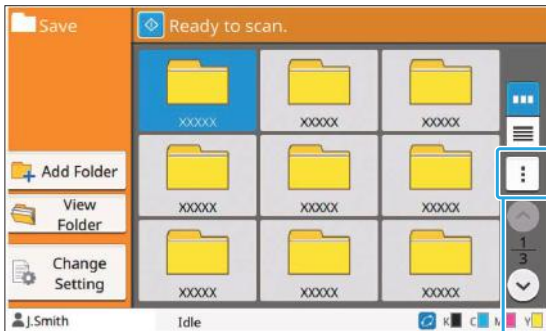 Save
Ready to scan.
XXXXX XXXXX XXXXX
Add Folder
XXXXX XXXXX XXXXX
View
Folder
1
3
Change
Setting
XXXXX XXXXX XXXXX
J.Smith Idle K C M Y